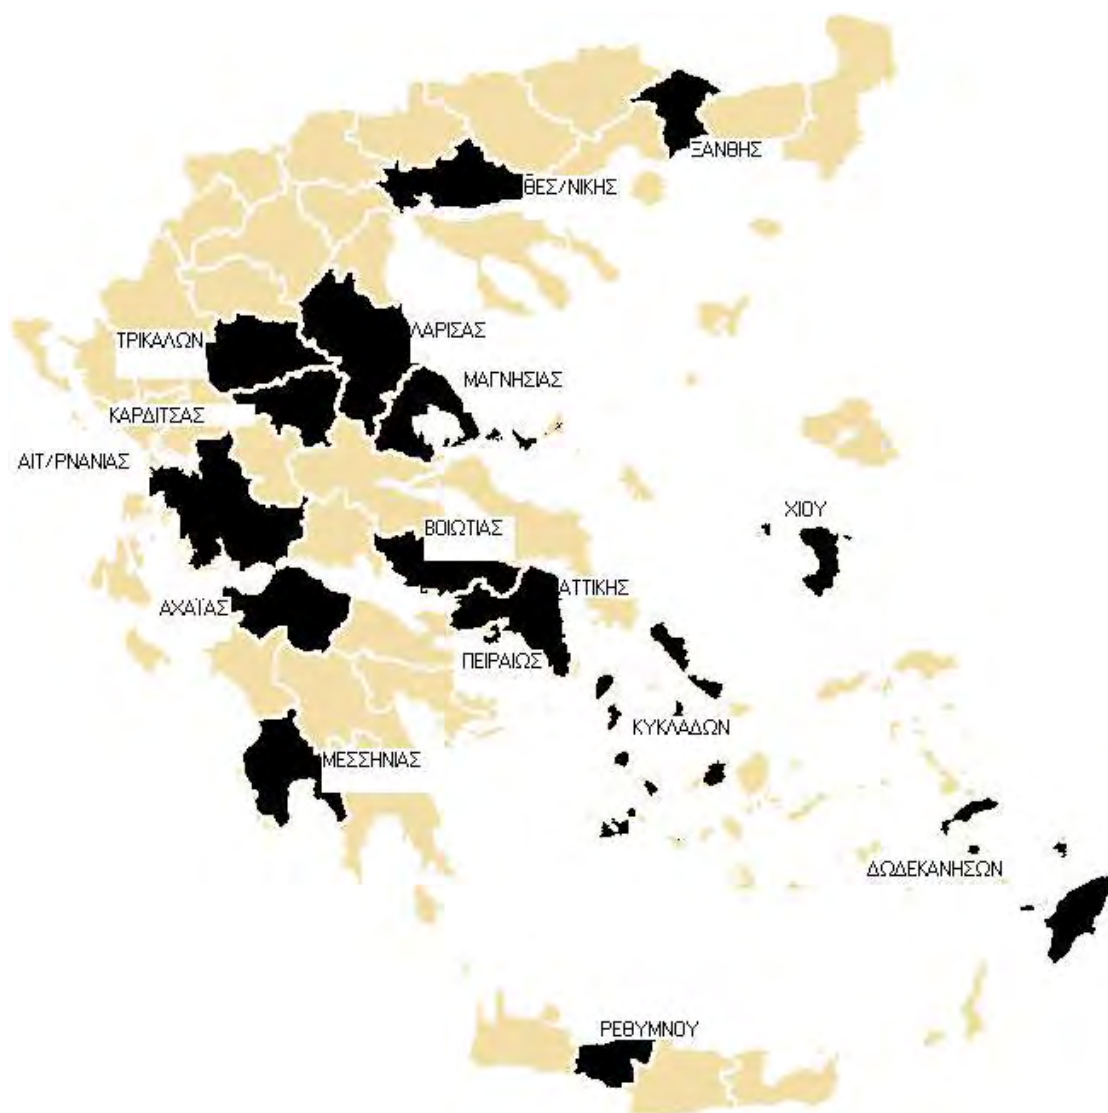 ΞΑΝΘΗΣ
ΘΕΣ/ΝΙΚΗΣ
ΛΑΡΙΣΑΣ
ΤΡΙΚΑΛΩΝ
ΜΑΓΝΗΣΙΑΣ
ΚΑΡΔΙΤΣΑΣ
ΑΙΤ/ΡΝΑΝΙΑΣ
ΧΙΟΥ
ΒΟΙΩΤΙΑΣ
ΑΤΤΙΚΗΣ
ΑΧΑΪΑΣ
ΠΕΙΡΑΙΩΣ
ΚΥΚΛΑΔΩΝ
ΜΕΣΣΗΝΙΑΣ
ΔΩΔΕΚΑΝΗΣΩΝ
ΡΕΘΥΜΝΟΥ